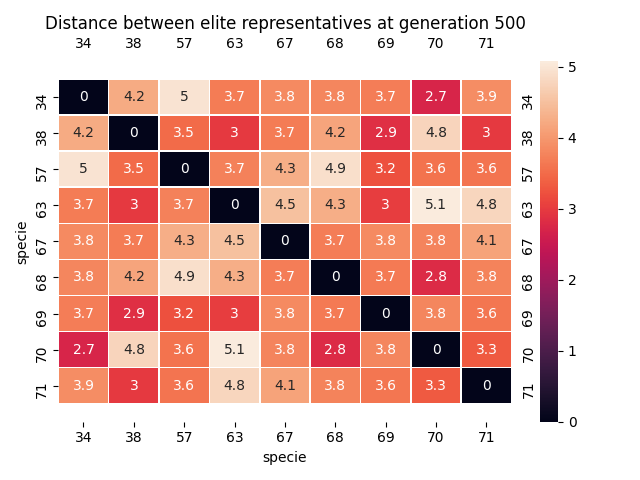 Distance between elite representatives at generation 500
34 38 57 63 67 68 69 70 71
34 0 4.2 5 3.7 3.8 3.8 3.7 2.7 3.9 34
38 4.2 0 3.5 3 3.7 4.2 2.9 4.8 3 38
57 5 3.5 0 3.7 4.3 4.9 3.2 3.6 3.6 57
63 3.7 3 3.7 0 4.5 4.3 3 5.1 4.8 63
67 3.8 3.7 4.3 4.5 0 3.7 3.8 3.8 4.1 67
68 3.8 4.2 4.9 4.3 3.7 0 3.7 2.8 3.8 68
69 3.7 2.9 3.2 3 3.8 3.7 0 3.8 3.6 69
70 2.7 4.8 3.6 5.1 3.8 2.8 3.8 0 3.3 70
71 3.9 3 3.6 4.8 4.1 3.8 3.6 3.3 0 71
34 38 57 63 67 68 69 70 71
specie
specie
5
4
3
2
1
0